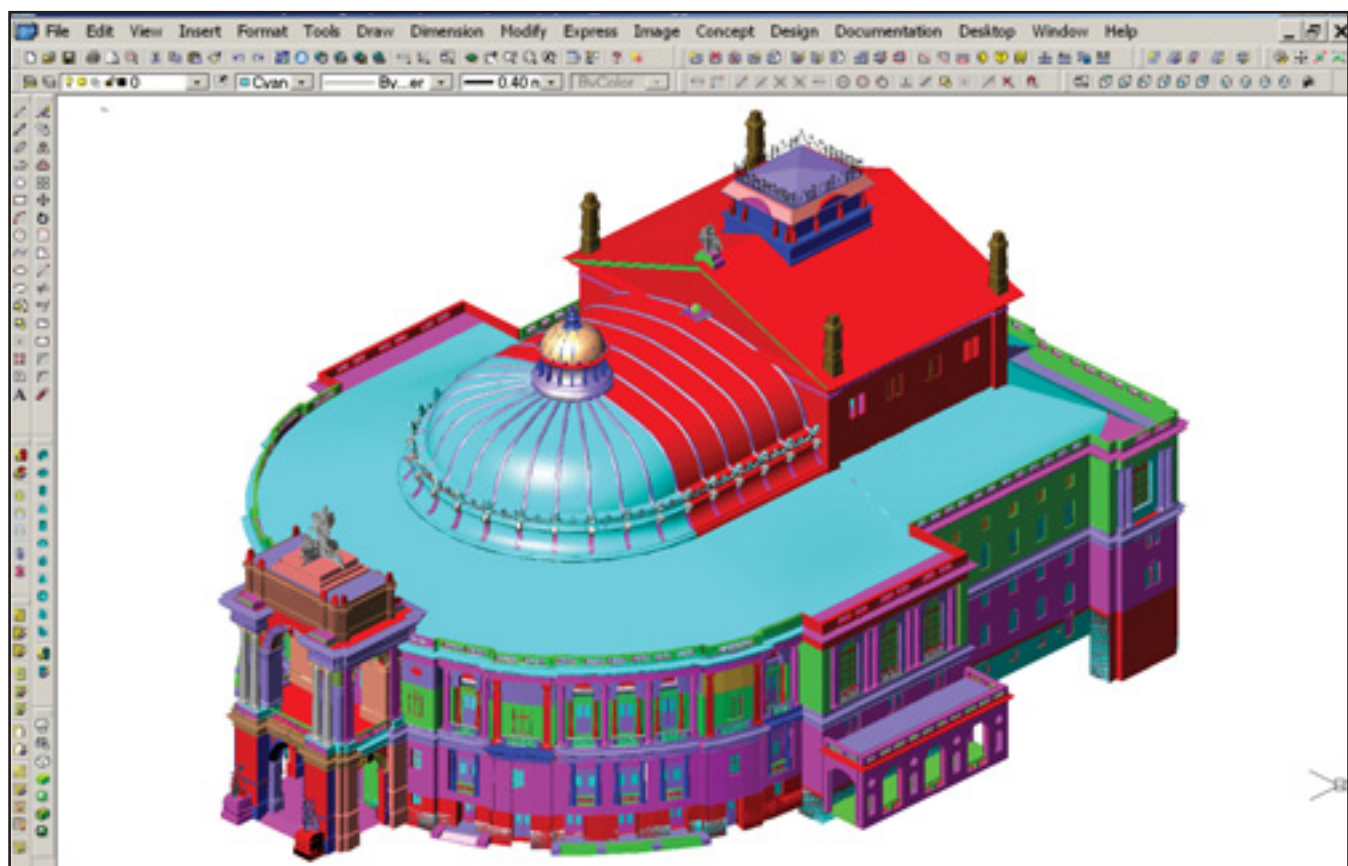 File Edit View Insert Format Tools Draw Dimension Modify Express Image Concept Design Documentation Desktop Window Help
0 Cyan By...er 0.40 n ByColor
A